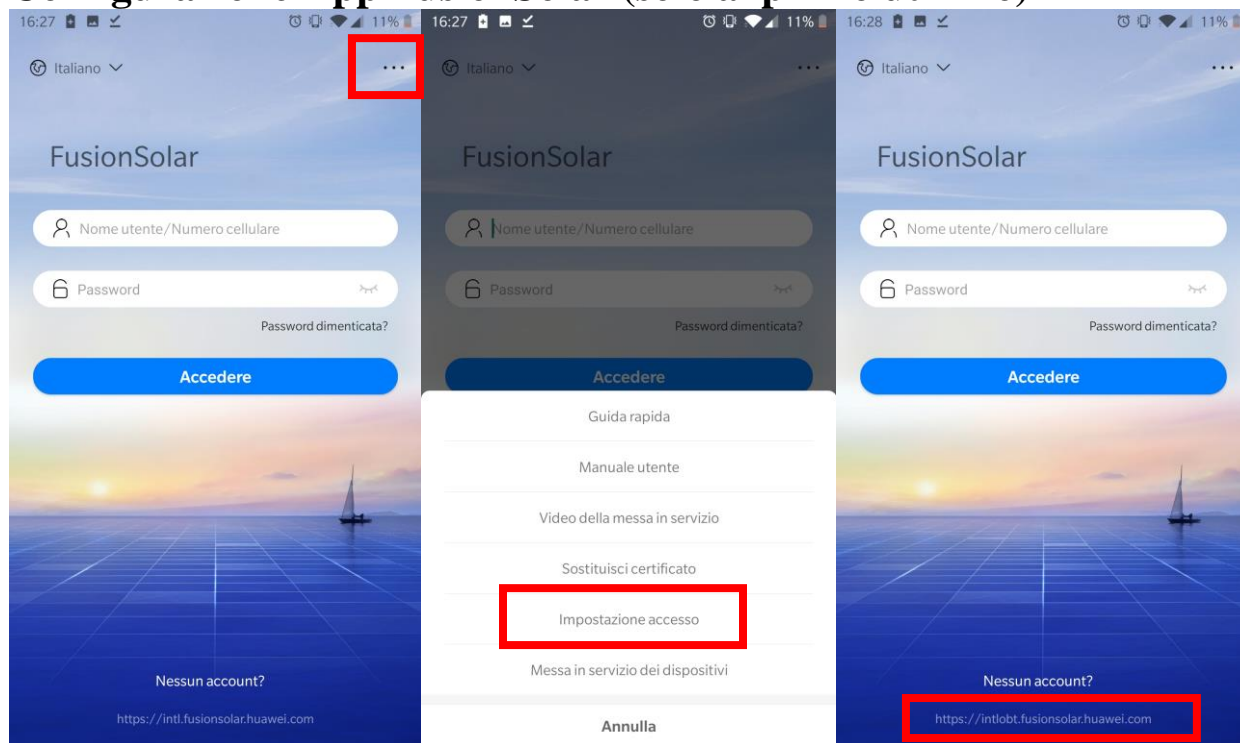 16:27 11%
Italiano
FusionSolar
Nome utente/Numero cellulare
Password
Password dimenticata?
Accedere
Nessun account?
https://intl.fusionsolar.huawei.com
16:27 11%
Italiano
FusionSolar
Nome utente/Numero cellulare
Password
Password dimenticata?
Accedere
Guida rapida
Manuale utente
Video della messa in servizio
Sostituisci certificato
Impostazione accesso
Messa in servizio dei dispositivi
Annulla
16:28 11%
Italiano
FusionSolar
Nome utente/Numero cellulare
Password
Password dimenticata?
Accedere
Nessun account?
https://intlobt.fusionsolar.huawei.com